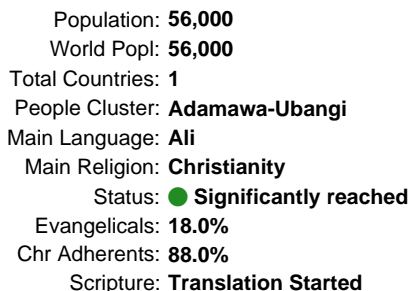 Population: 56,000
World Popl: 56,000
Total Countries: 1
People Cluster: Adamawa-Ubangi
Main Language: Ali
Main Religion: Christianity
Status: Significantly reached
Evangelicals: 18.0%
Chr Adherents: 88.0%
Scripture: Translation Started